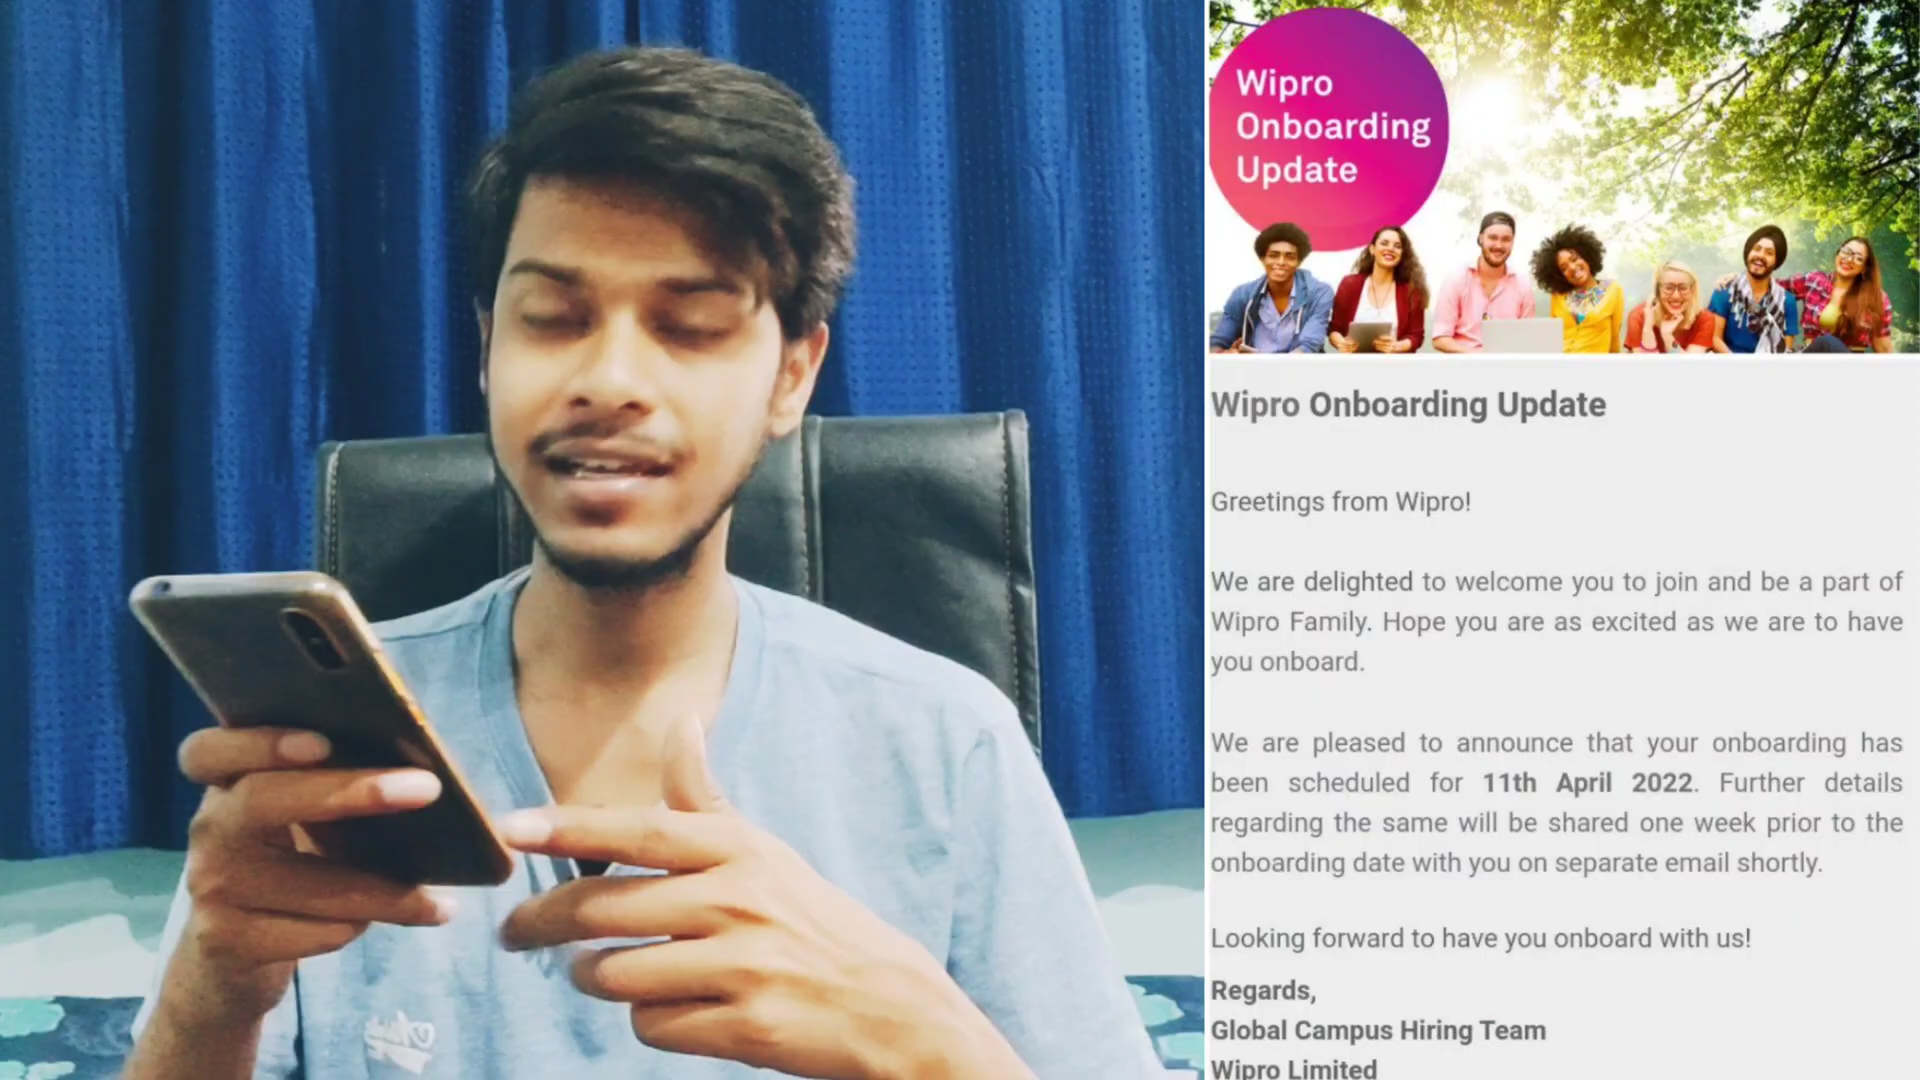 Wipro
Onboarding
Update
Wipro Onboarding Update
Greetings from Wipro!
We are delighted to welcome you to join and be a part of
Wipro Family. Hope you are as excited as we are to have
you onboard.
We are pleased to announce that your onboarding has
been scheduled for 11th April 2022. Further details
regarding the same will be shared one week prior to the
onboarding date with you on separate email shortly.
Looking forward to have you onboard with us!
Regards,
Global Campus Hiring Team
Wipro Limited